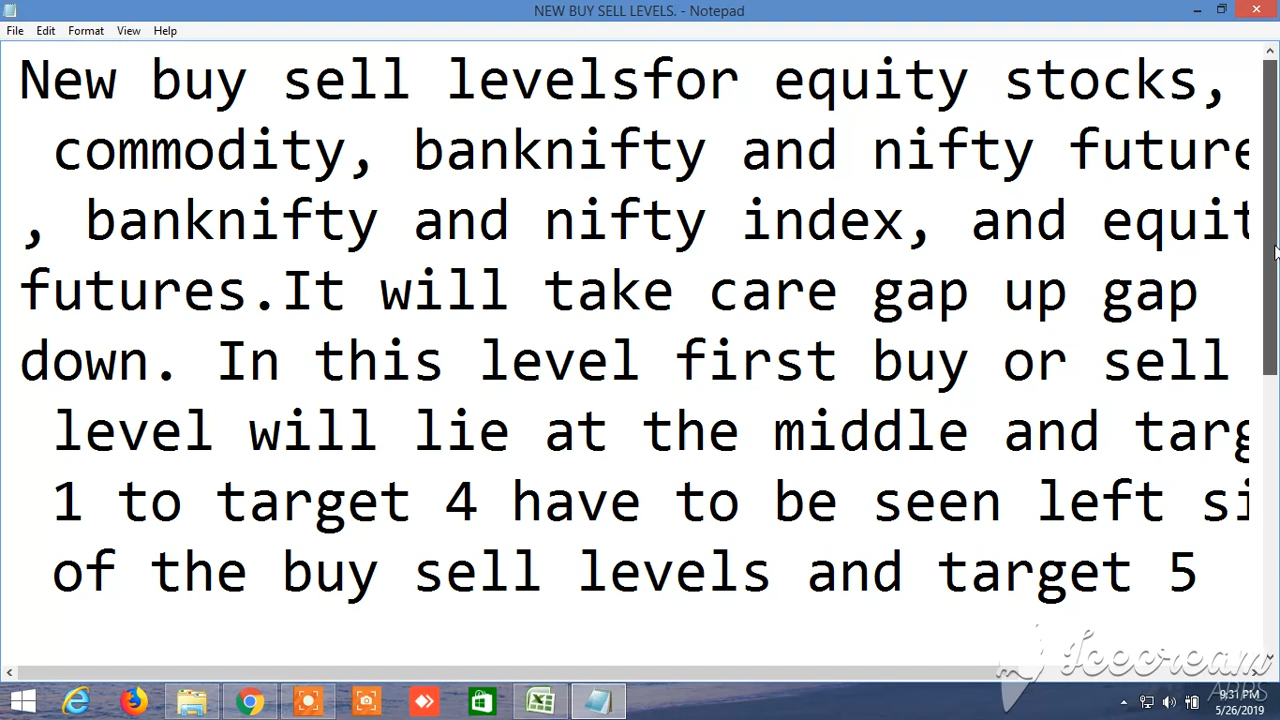 NEW BUY SELL LEVELS. - Notepad
File Edit Format View Help
New buy sell levelsfor equity stocks,
commodity, banknifty and nifty future
, banknifty and nifty index, and equit
futures.It will take care gap up gap
down. In this level first buy or sell
level will lie at the middle and targ
1 to target 4 have to be seen left si
of the buy sell levels and target 5
Icecream
APPS
9:31 PM
5/26/2019